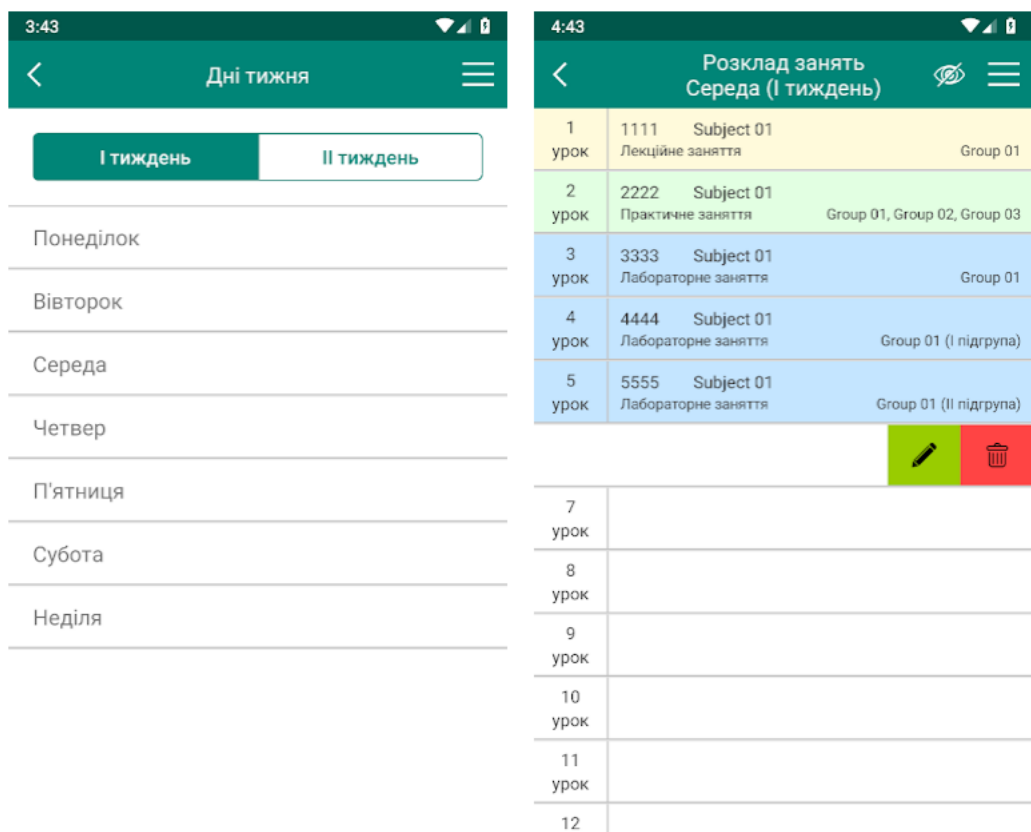 3:43
Дні тижня
I тиждень
II тиждень
Понеділок
Вівторок
Середа
Четвер
П'ятниця
Субота
Неділя
4:43
Розклад занять
Середа (I тиждень)
1 урок
1111 Subject 01
Лекційне заняття Group 01
2 урок
2222 Subject 01
Практичне заняття Group 01, Group 02, Group 03
3 урок
3333 Subject 01
Лабораторне заняття Group 01
4 урок
4444 Subject 01
Лабораторне заняття Group 01 (I підгрупа)
5 урок
5555 Subject 01
Лабораторне заняття Group 01 (II підгрупа)
7
урок
8
урок
9
урок
10
урок
11
урок
12